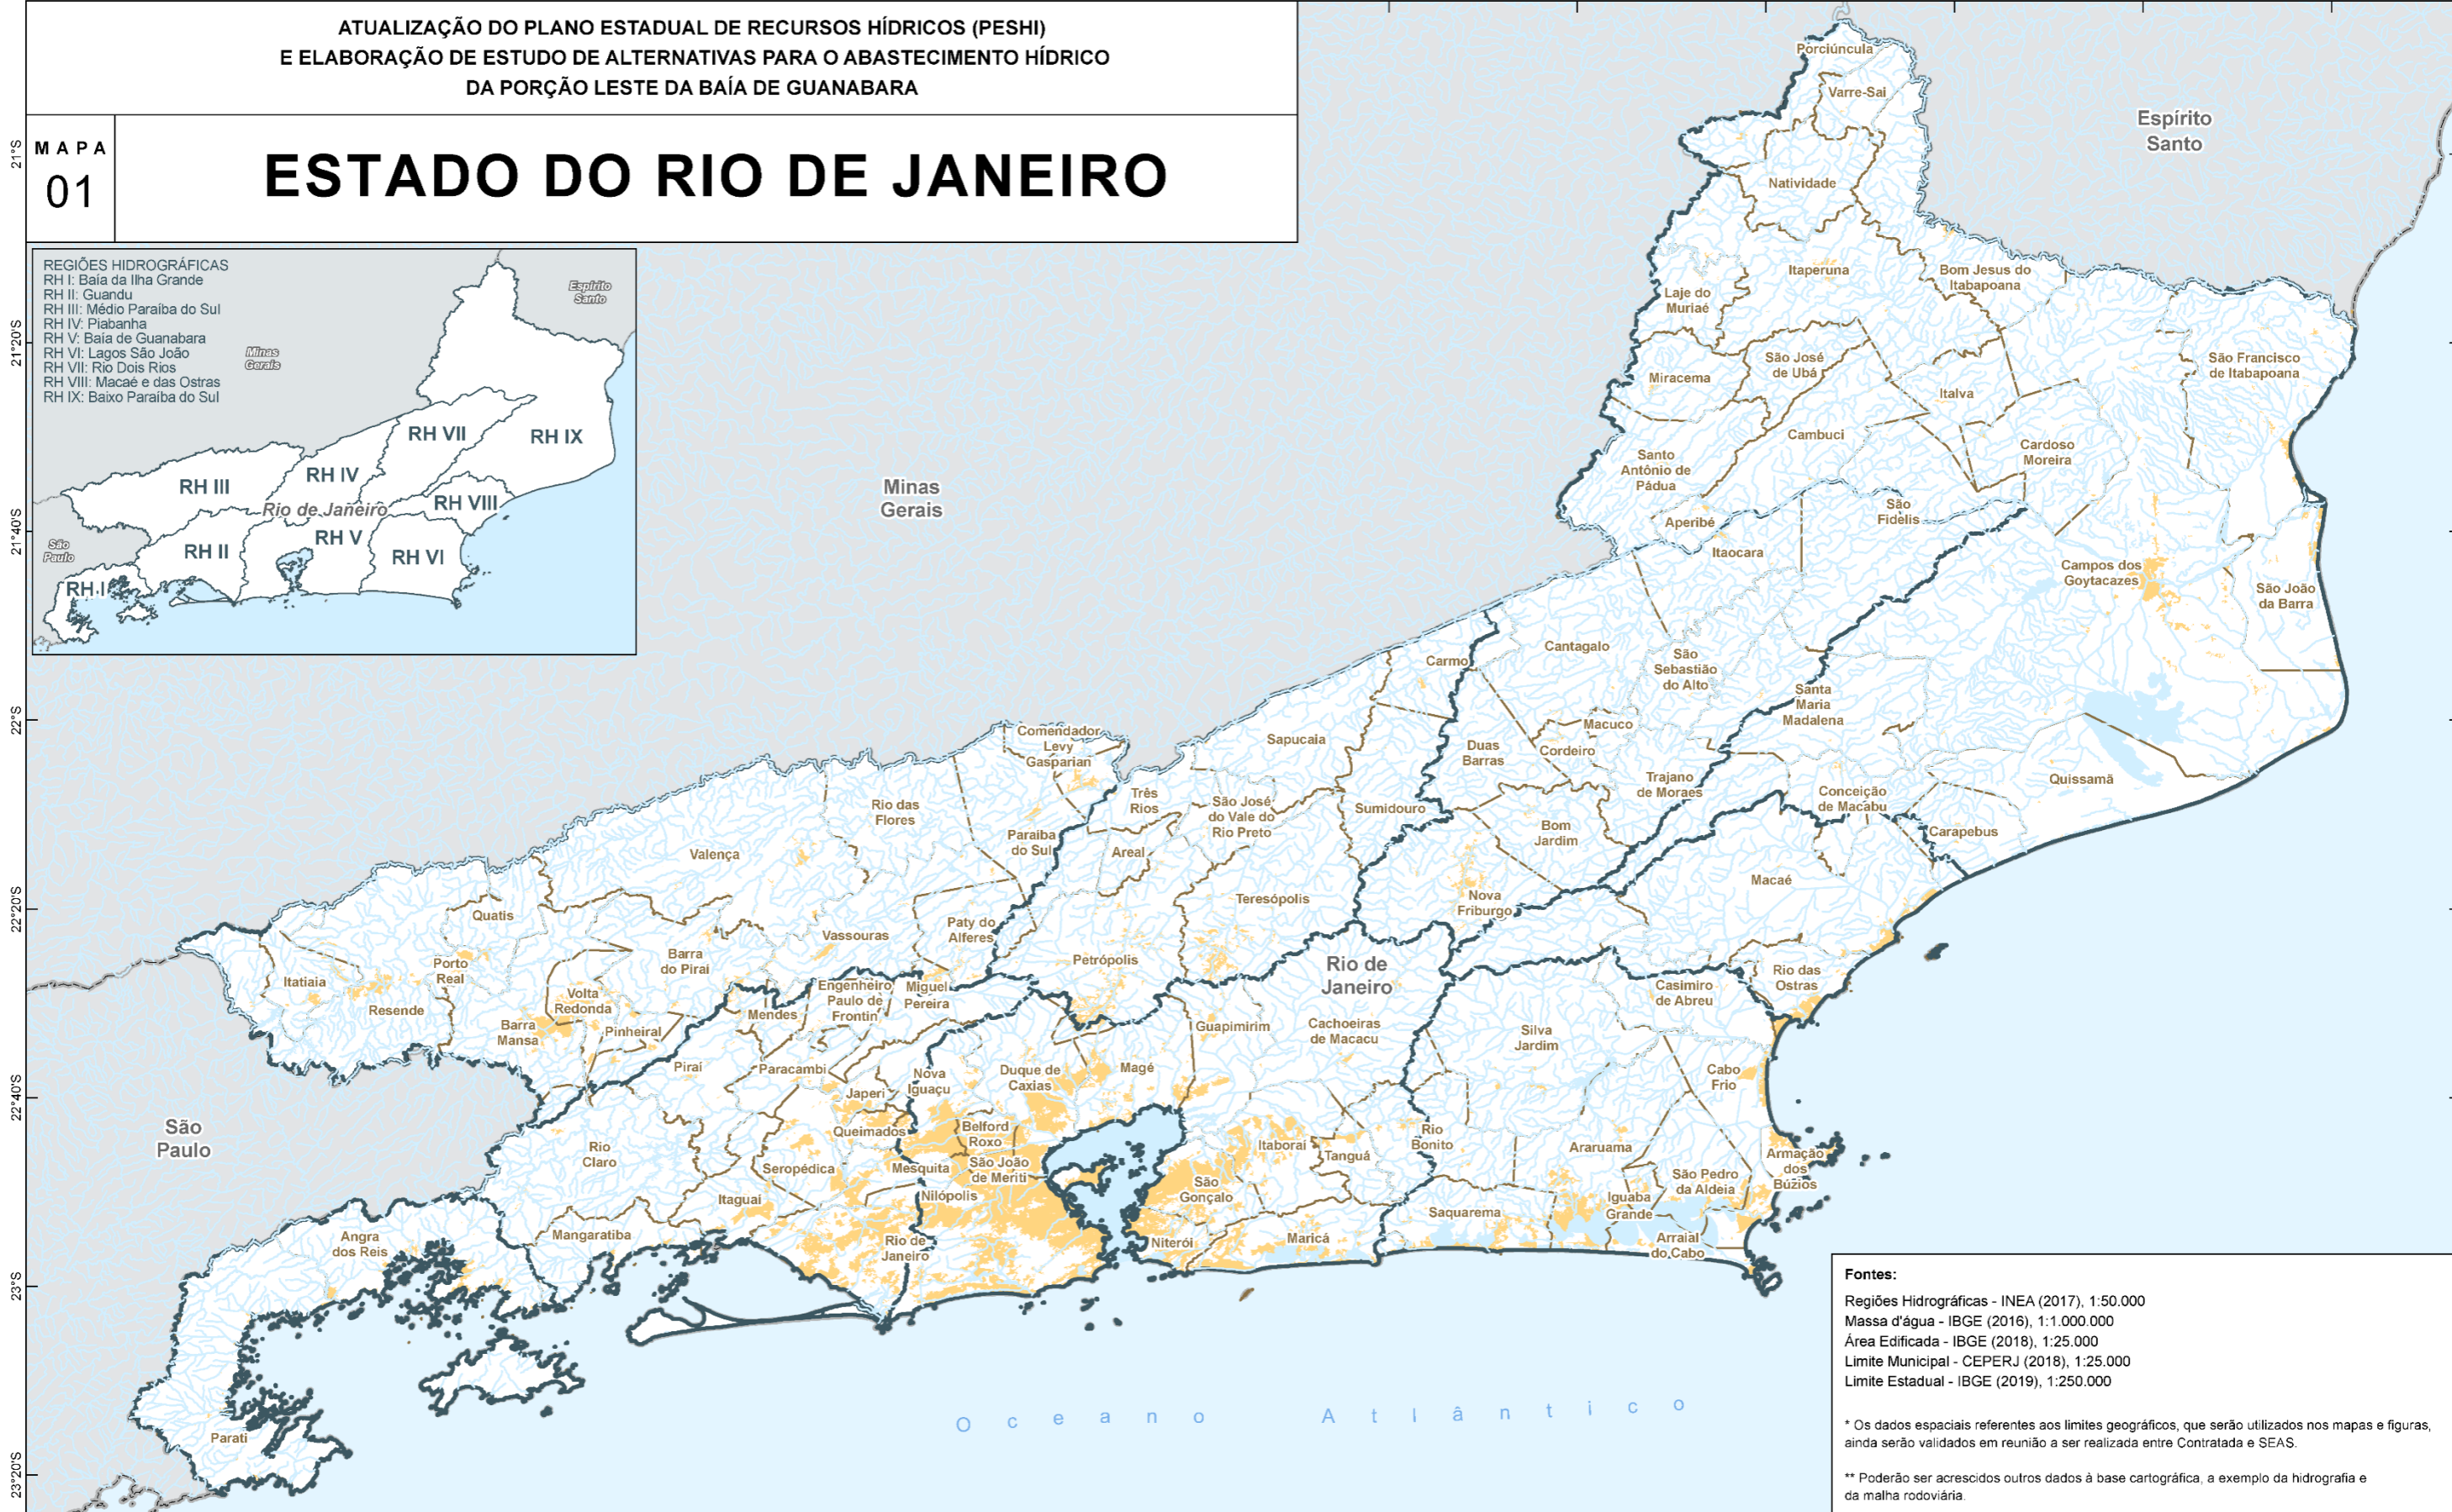 ATUALIZAÇÃO DO PLANO ESTADUAL DE RECURSOS HÍDRICOS (PESHI)
E ELABORAÇÃO DE ESTUDO DE ALTERNATIVAS PARA O ABASTECIMENTO HÍDRICO
DA PORÇÃO LESTE DA BAÍA DE GUANABARA
MAPA
01
ESTADO DO RIO DE JANEIRO
REGIÕES HIDROGRÁFICAS
RH I: Baía da Ilha Grande
RH II: Guandu
RH III: Médio Paraíba do Sul
RH IV: Piabanha
RH V: Baía de Guanabara
RH VI: Lagos São João
RH VII: Rio Dois Rios
RH VIII: Macaé e das Ostras
RH IX: Baixo Paraíba do Sul
Espírito
Santo
Minas
Gerais
São
Paulo
Rio de Janeiro
RH VII
RH IX
RH IV
RH III
RH VIII
RH V
RH II
RH VI
RH I
21°S
21°20'S
21°40'S
22°S
22°20'S
22°40'S
23°S
23°20'S
Espírito
Santo
Minas
Gerais
São
Paulo
Rio de
Janeiro
Porciúncula
Varre-Sai
Natividade
Itaperuna
Bom Jesus do
Itabapoana
Laje do
Muriaé
São Francisco
de Itabapoana
São José
de Ubá
Miracema
Italva
Cambuci
Cardoso
Moreira
Santo
Antônio de
Pádua
São
Fidélis
Aperibé
Itaocara
Campos dos
Goytacazes
São João
da Barra
Cantagalo
Carmo
São
Sebastião
do Alto
Santa
Maria
Madalena
Macuco
Cordeiro
Duas
Barras
Comendador
Levy
Gasparian
Sapucaia
Trajano
de Moraes
Quissamã
Conceição
de Macabu
Três
Rios
São José
do Vale do
Rio Preto
Sumidouro
Rio das
Flores
Paraíba
do Sul
Bom
Jardim
Carapebus
Valença
Areal
Macaé
Teresópolis
Nova
Friburgo
Quatis
Paty do
Alferes
Vassouras
Barra
do Piraí
Petrópolis
Porto
Real
Itatiaia
Resende
Volta
Redonda
Engenheiro
Paulo de
Frontin
Miguel
Pereira
Rio das
Ostras
Casimiro
de Abreu
Barra
Mansa
Pinheiral
Mendes
Guapimirim
Cachoeiras
de Macacu
Silva
Jardim
Piraí
Paracambi
Nova
Iguaçu
Duque de
Caxias
Magé
Cabo
Frio
Japeri
Queimados
Belford
Roxo
Rio
Claro
Itaboraí
Tanguá
Rio
Bonito
Araruama
Armação
dos
Búzios
Seropédica
Mesquita
São João
de Meriti
Itaguaí
Nilópolis
São
Gonçalo
São Pedro
da Aldeia
Iguaba
Grande
Saquarema
Mangaratiba
Angra
dos Reis
Rio de
Janeiro
Niterói
Maricá
Arraial
do Cabo
Parati
Oceano Atlântico
Fontes:
Regiões Hidrográficas - INEA (2017), 1:50.000
Massa d'água - IBGE (2016), 1:1.000.000
Área Edificada - IBGE (2018), 1:25.000
Limite Municipal - CEPERJ (2018), 1:25.000
Limite Estadual - IBGE (2019), 1:250.000
* Os dados espaciais referentes aos limites geográficos, que serão utilizados nos mapas e figuras,
ainda serão validados em reunião a ser realizada entre Contratada e SEAS.
** Poderão ser acrescidos outros dados à base cartográfica, a exemplo da hidrografia e
da malha rodoviária.